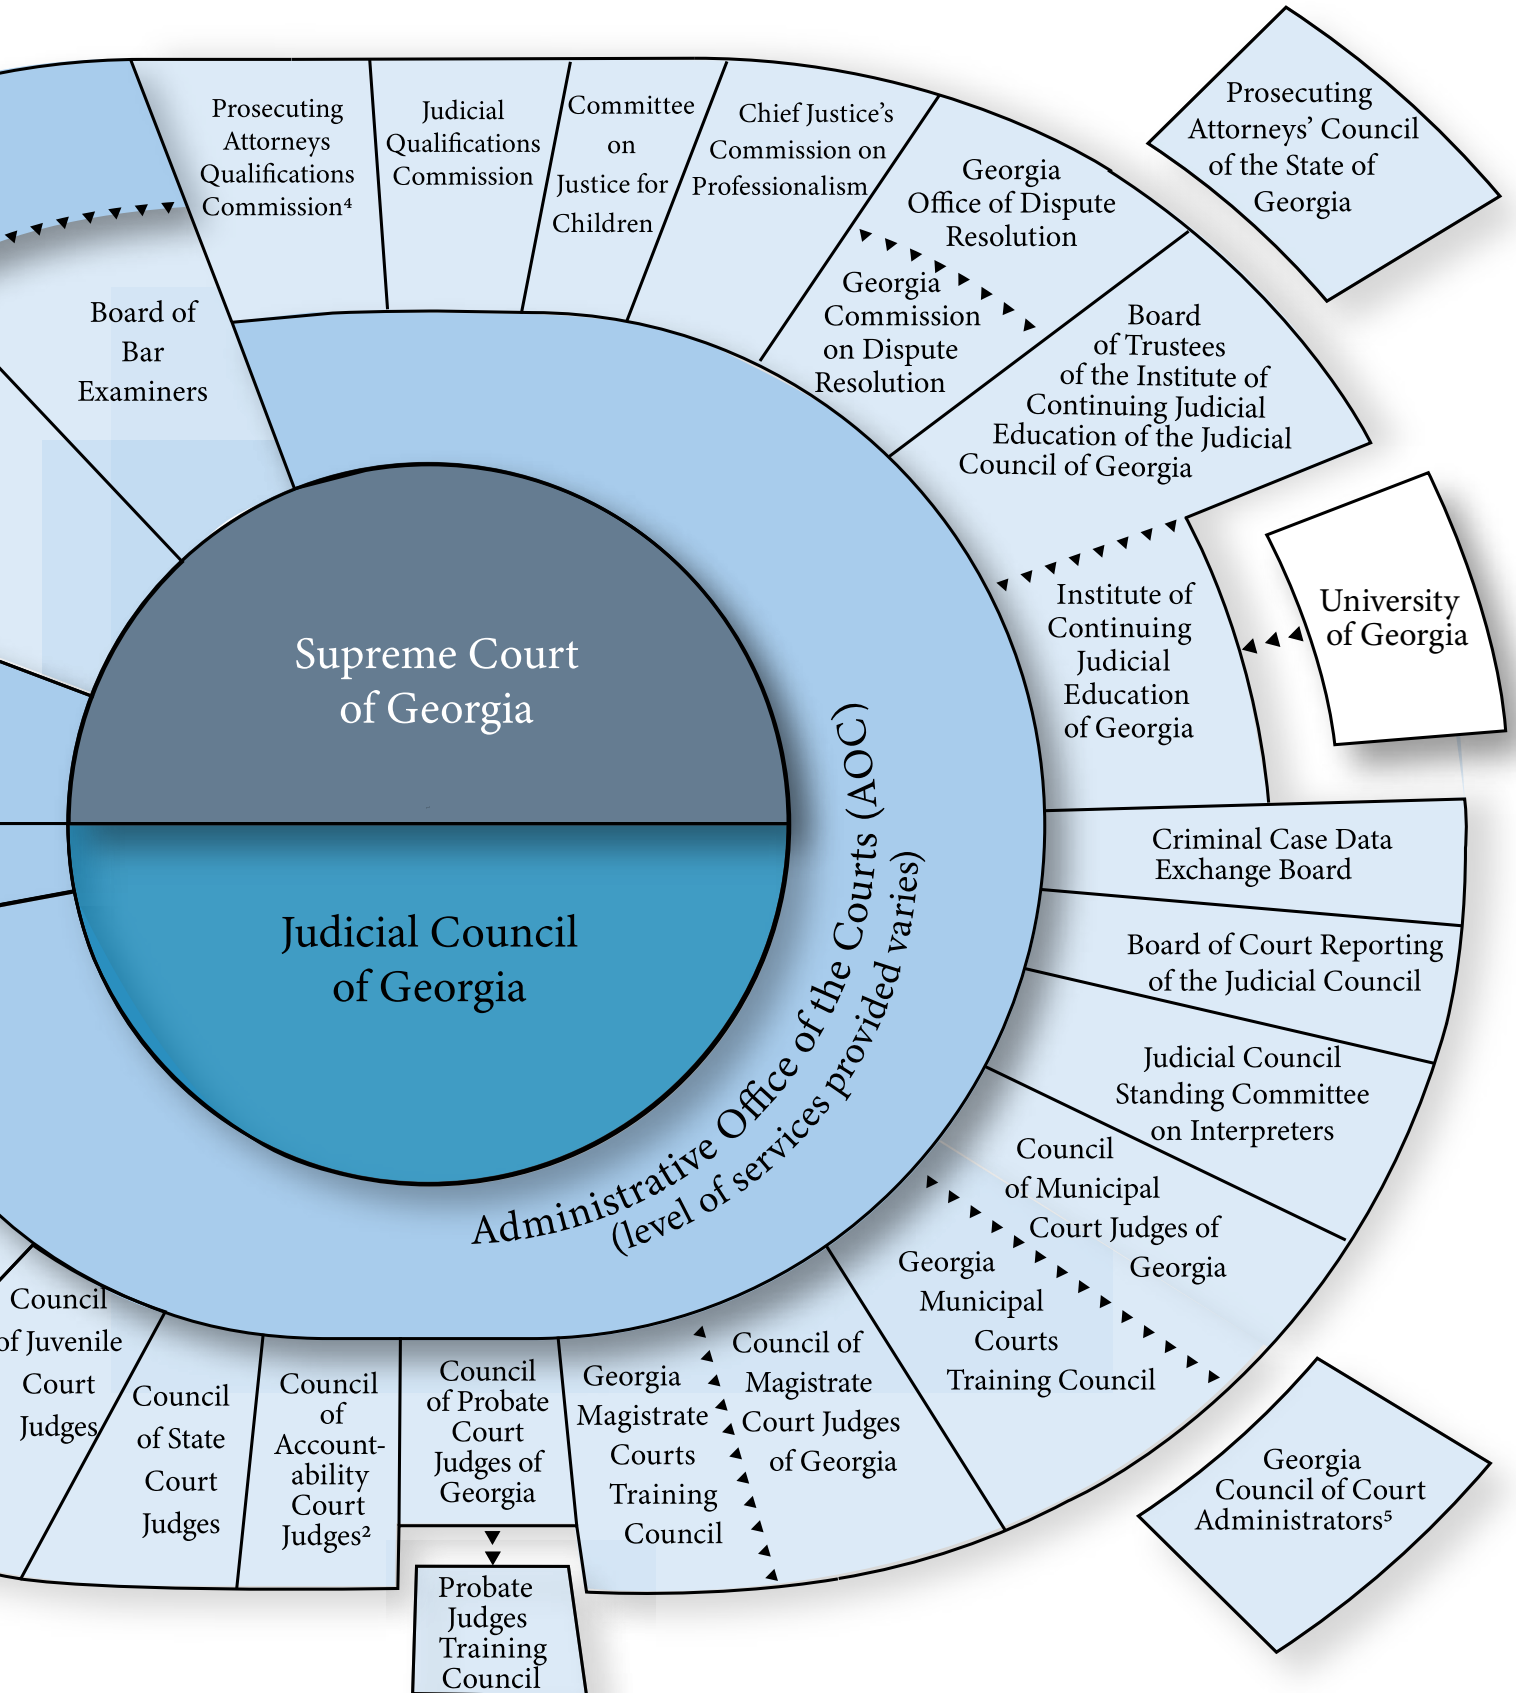 Prosecuting
Attorneys
Qualifications
Commission⁴
Judicial
Qualifications
Commission
Committee
on
Justice for
Children
Chief Justice’s
Commission on
Professionalism
Georgia
Office of Dispute
Resolution
Georgia
Commission
on Dispute
Resolution
Prosecuting
Attorneys’ Council
of the State of
Georgia
Board of
Bar
Examiners
Board
of Trustees
of the Institute of
Continuing Judicial
Education of the Judicial
Council of Georgia
Institute of
Continuing
Judicial
Education
of Georgia
University
of Georgia
Supreme Court
of Georgia
Judicial Council
of Georgia
Administrative Office of the Courts (AOC)
(level of services provided varies)
Criminal Case Data
Exchange Board
Board of Court Reporting
of the Judicial Council
Judicial Council
Standing Committee
on Interpreters
Council
of Municipal
Court Judges of
Georgia
Georgia
Municipal
Courts
Training Council
Council of
Magistrate
Court Judges
of Georgia
Georgia
Magistrate
Courts
Training
Council
Council
of Probate
Court
Judges of
Georgia
Probate
Judges
Training
Council
Council
of
Account-
ability
Court
Judges²
Council
of State
Court
Judges
Council
of Juvenile
Court
Judges
Georgia
Council of Court
Administrators⁵